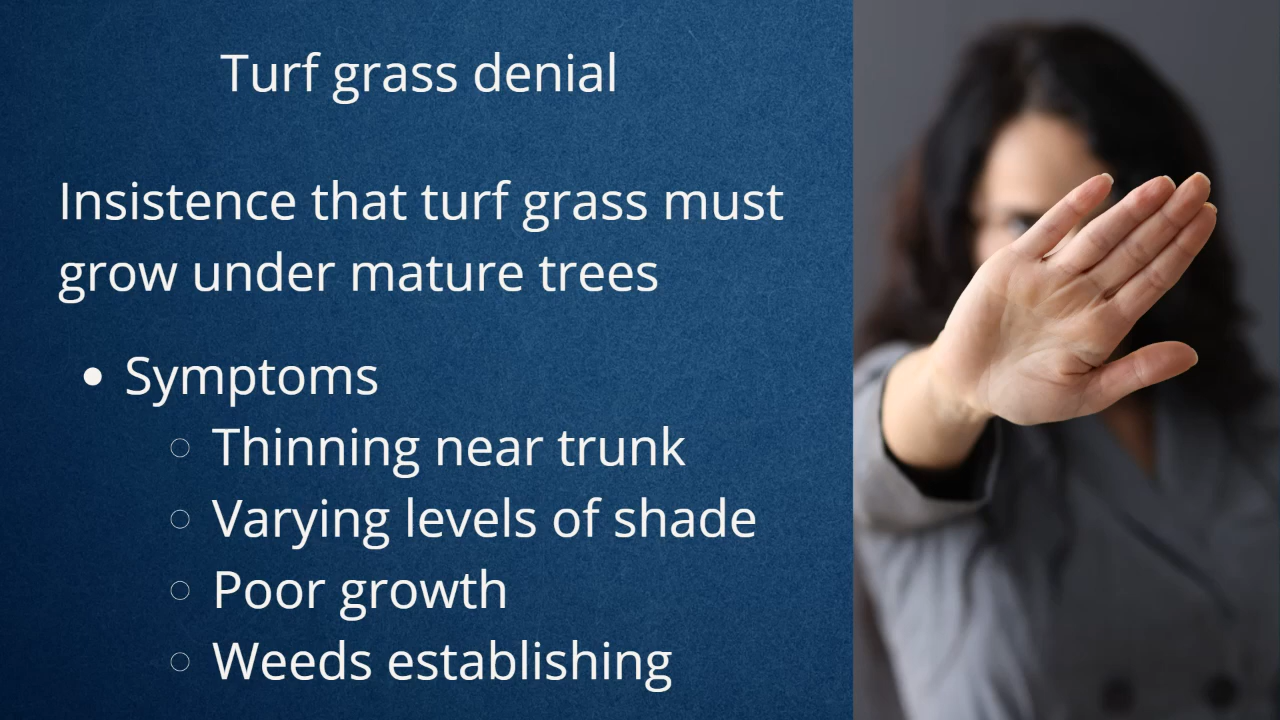 Turf grass denial
Insistence that turf grass must
grow under mature trees
• Symptoms
○ Thinning near trunk
○ Varying levels of shade
○ Poor growth
○ Weeds establishing